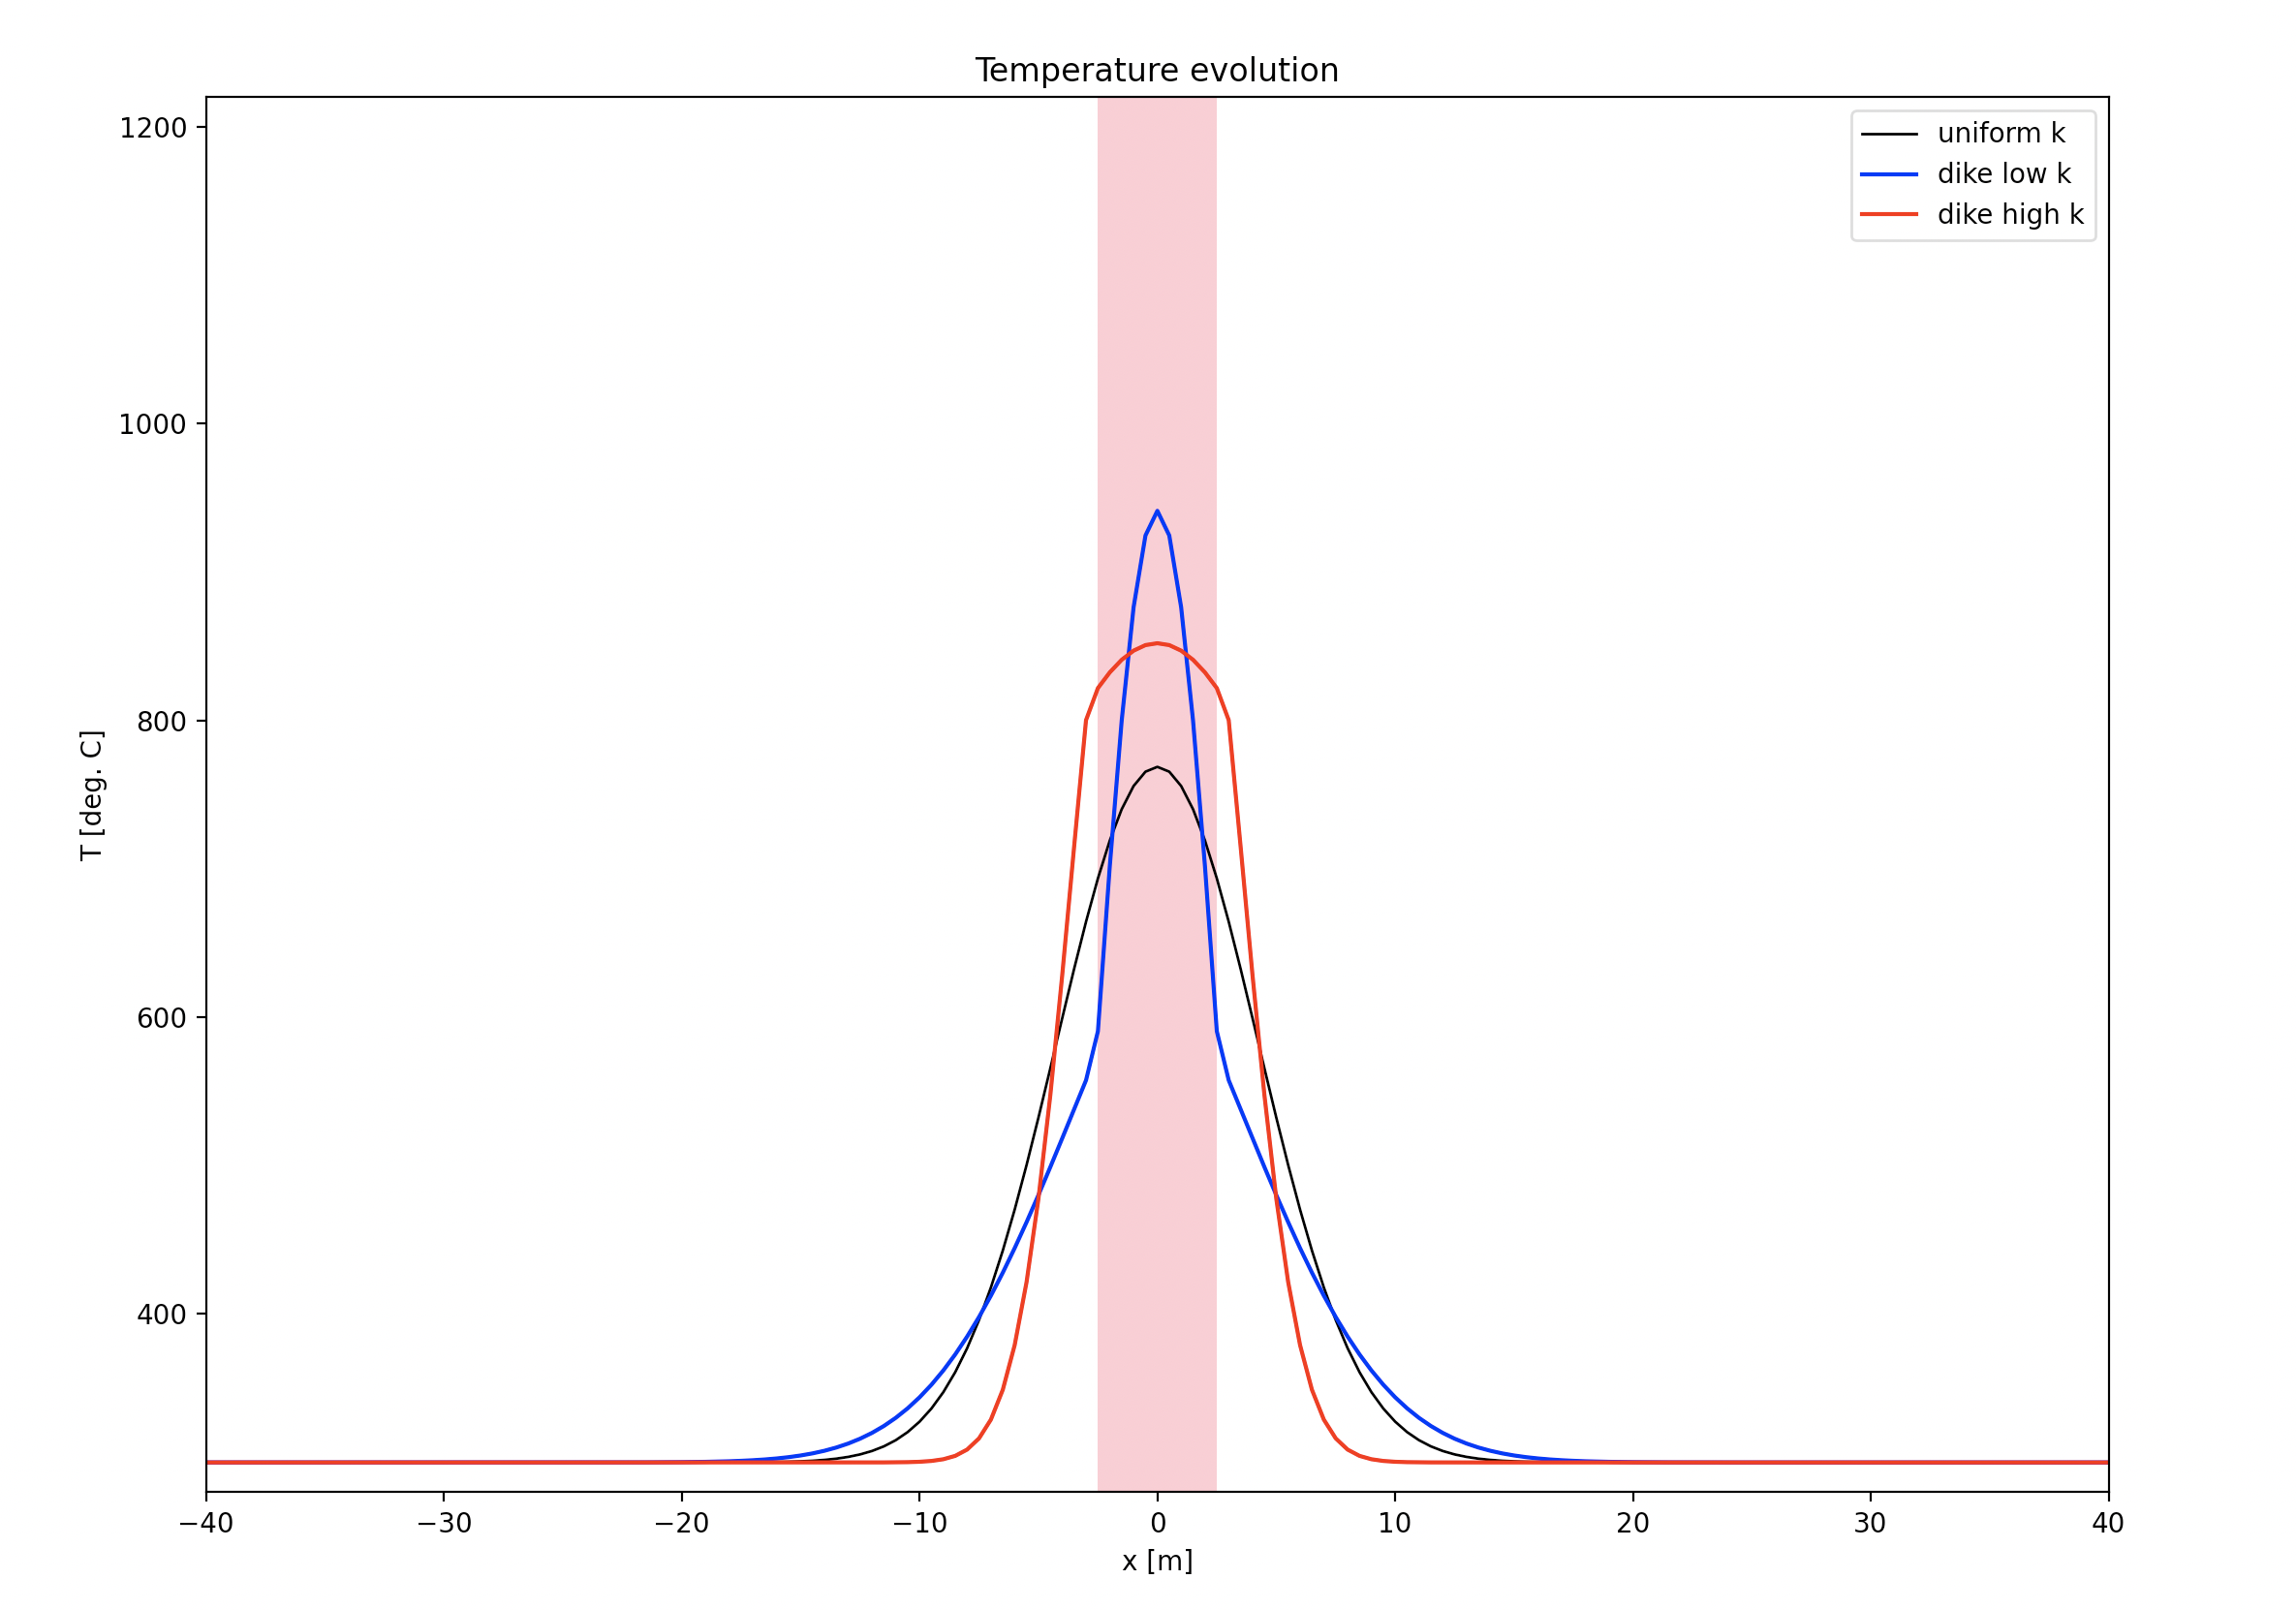 Temperature evolution
uniform k
dike low k
dike high k
1200
1000
800
600
400
T [deg. C]
−40 −30 −20 −10 0 10 20 30 40
x [m]